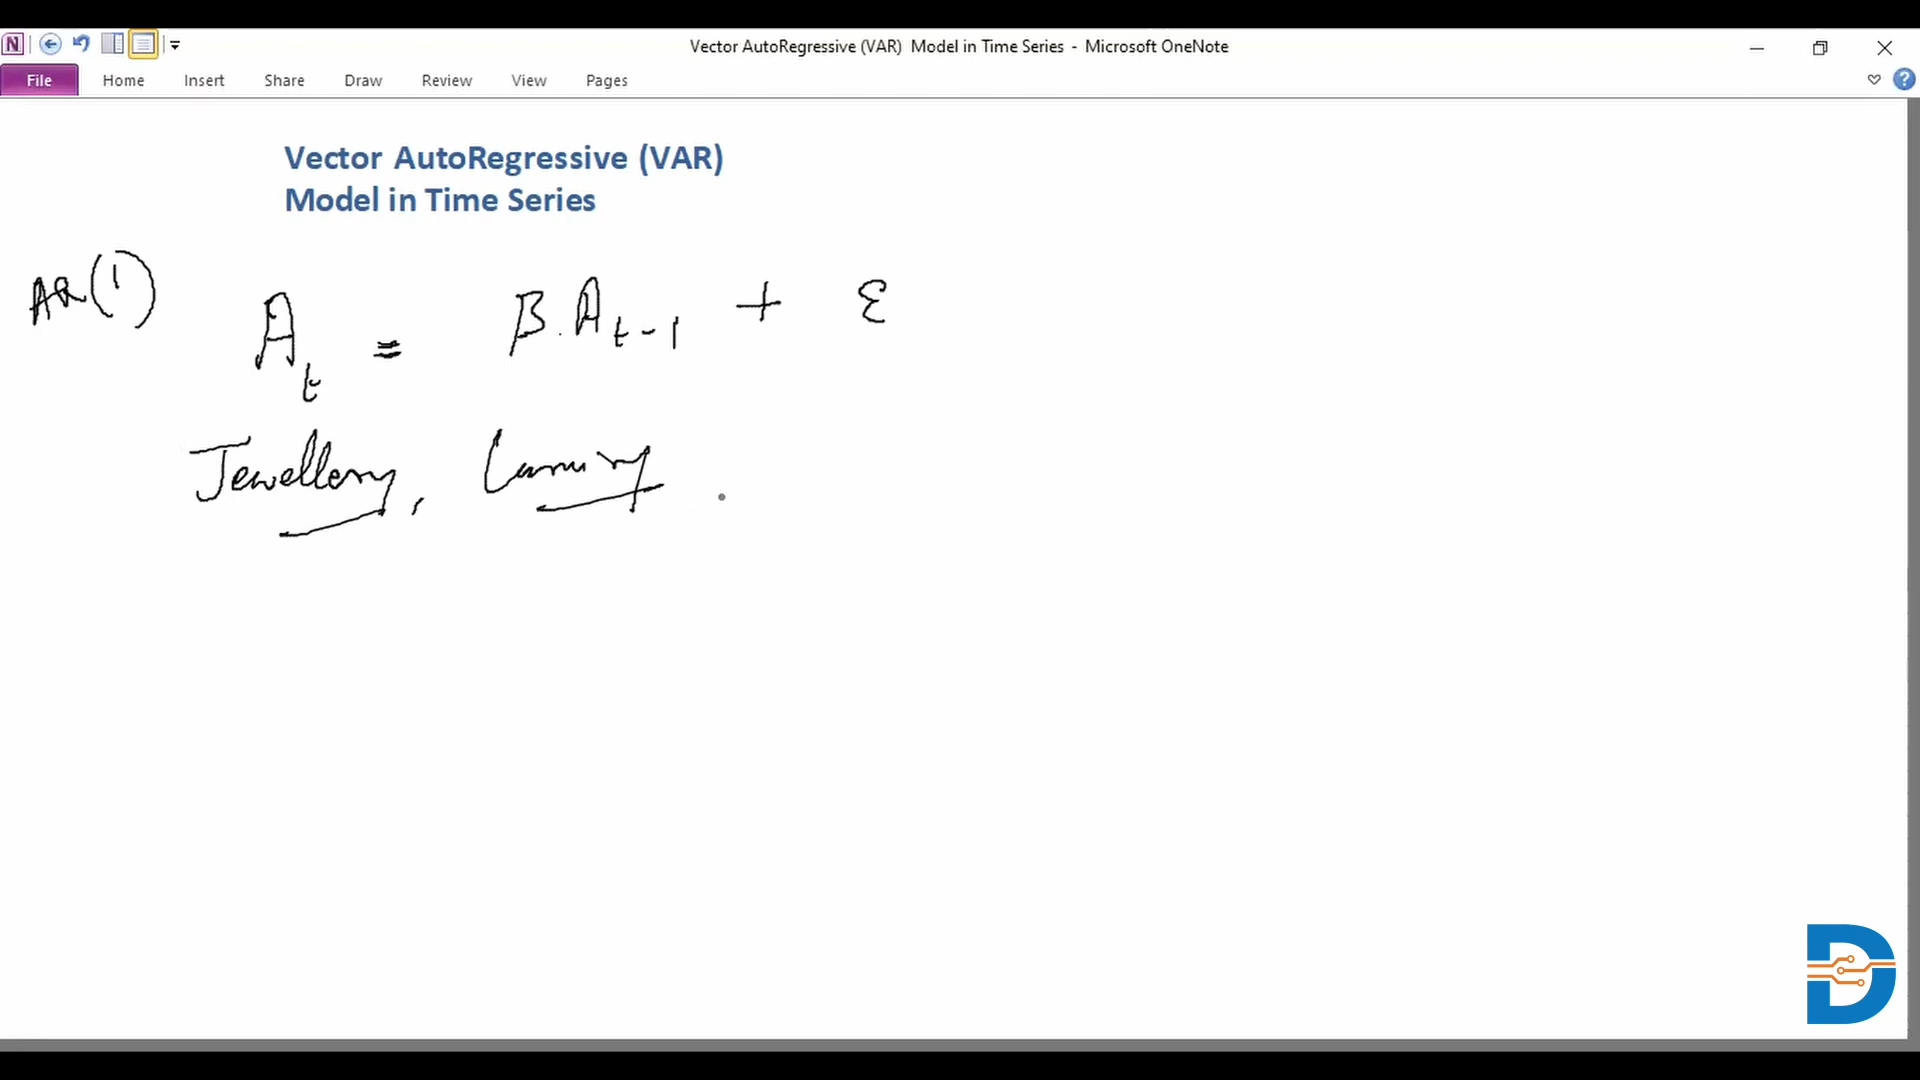 Vector AutoRegressive (VAR) Model in Time Series - Microsoft OneNote
File Home Insert Share Draw Review View Pages
Vector AutoRegressive (VAR)
Model in Time Series
AR(1) A_t = β.A_{t-1} + ε
Jewellery,